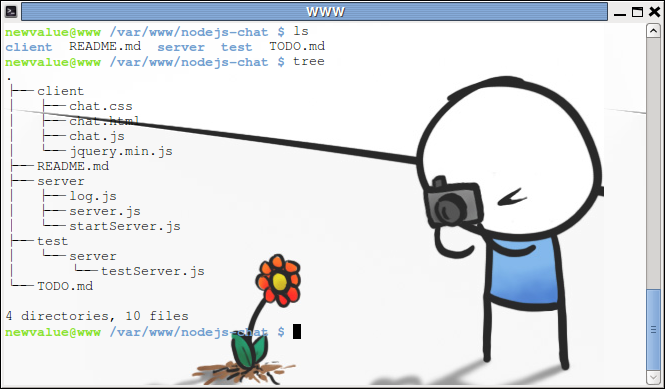 WWW
newvalue@www /var/www/nodejs-chat $ ls
client README.md server test TODO.md
newvalue@www /var/www/nodejs-chat $ tree
.
├── client
│   ├── chat.css
│   ├── chat.html
│   ├── chat.js
│   └── jquery.min.js
├── README.md
├── server
│   ├── log.js
│   ├── server.js
│   └── startServer.js
├── test
│   └── server
│       └── testServer.js
└── TODO.md
4 directories, 10 files
newvalue@www /var/www/nodejs-chat $